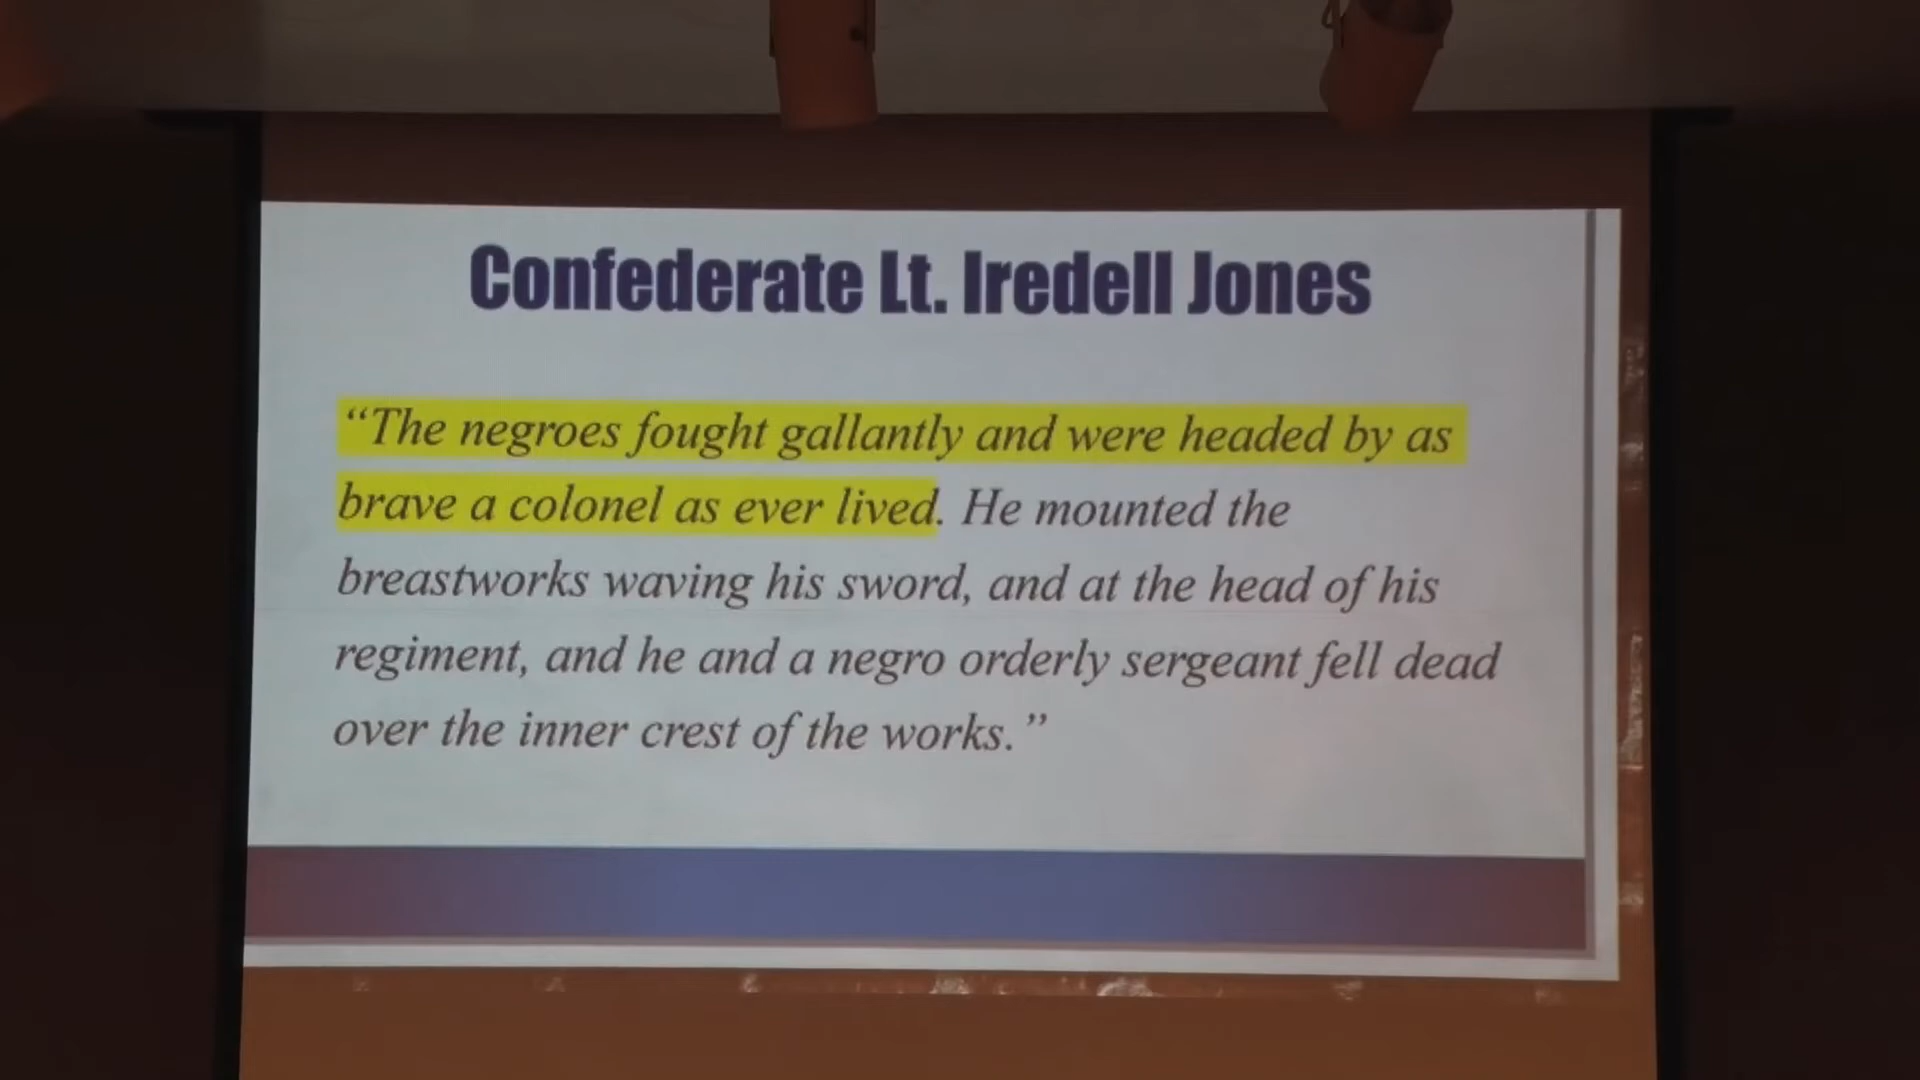 Confederate Lt. Iredell Jones
“The negroes fought gallantly and were headed by as
brave a colonel as ever lived. He mounted the
breastworks waving his sword, and at the head of his
regiment, and he and a negro orderly sergeant fell dead
over the inner crest of the works.”